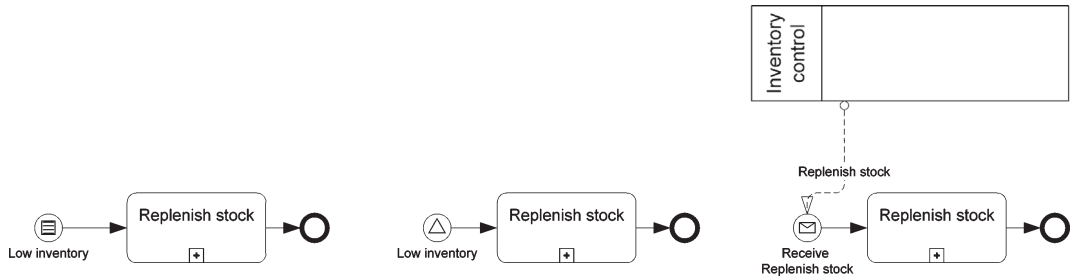 Inventory
control
Replenish stock
Replenish stock
Low inventory
Replenish stock
Low inventory
Replenish stock
Receive
Replenish stock